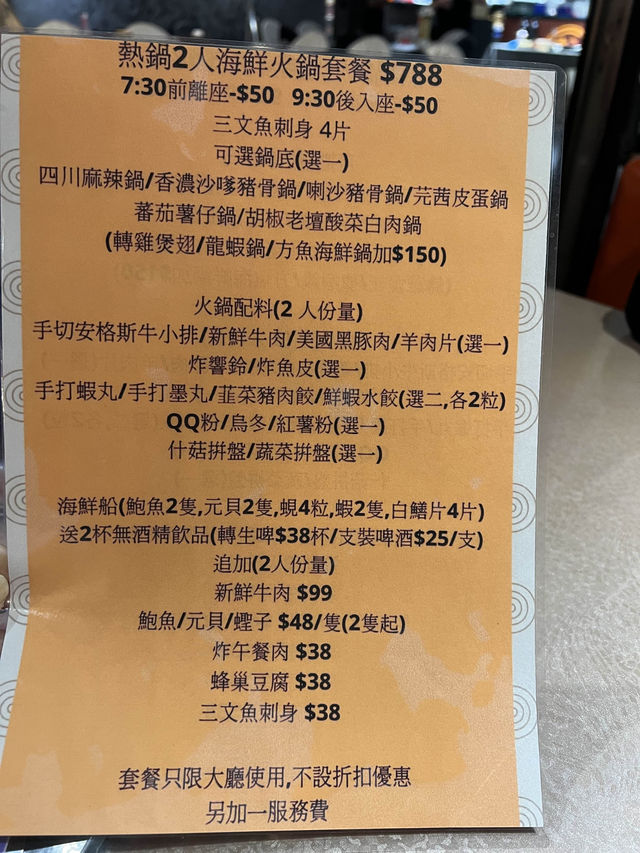 熱鍋2人海鮮火鍋套餐 $788
7:30前離座-$50 9:30後入座-$50
三文魚刺身 4片
可選鍋底(選一)
四川麻辣鍋/香濃沙嗲豬骨鍋/喇沙豬骨鍋/芫茜皮蛋鍋
蕃茄薯仔鍋/胡椒老壇酸菜白肉鍋
(轉雞煲翅/龍蝦鍋/方魚海鮮鍋加$150)
火鍋配料(2 人份量)
手切安格斯牛小排/新鮮牛肉/美國黑豚肉/羊肉片(選一)
炸響鈴/炸魚皮(選一)
手打蝦丸/手打墨丸/韮菜豬肉餃/鮮蝦水餃(選二,各2粒)
QQ粉/烏冬/紅薯粉(選一)
什菇拼盤/蔬菜拼盤(選一)
海鮮船(鮑魚2隻,元貝2隻,蜆4粒,蝦2隻,白鱔片4片)
送2杯無酒精飲品(轉生啤$38杯/支裝啤酒$25/支)
追加(2人份量)
新鮮牛肉 $99
鮑魚/元貝/蟶子 $48/隻(2隻起)
炸午餐肉 $38
蜂巢豆腐 $38
三文魚刺身 $38
套餐只限大廳使用,不設折扣優惠
另加一服務費